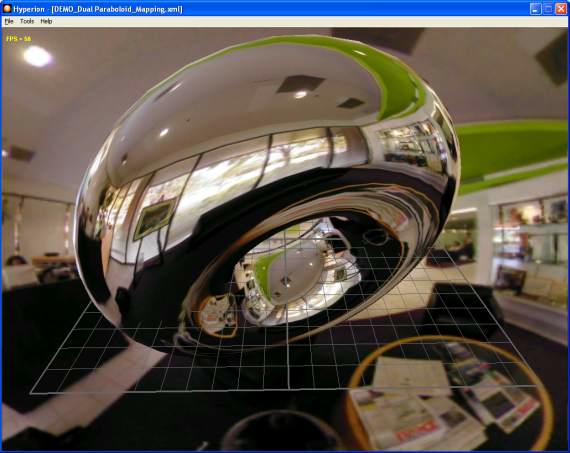 Hyperion - [DEMO_Dual Paraboloid_Mapping.xml]
File Tools Help
FPS = 56